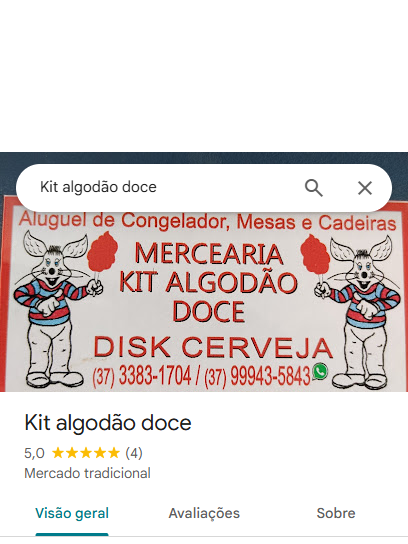 Kit algodão doce
Aluguel de Congelador, Mesas e Cadeiras
MERCEARIA
KIT ALGODÃO
DOCE
DISK CERVEJA
(37) 3383-1704 / (37) 99943-5843
Kit algodão doce
5,0 ★★★★★ (4)
Mercado tradicional
Visão geral Avaliações Sobre